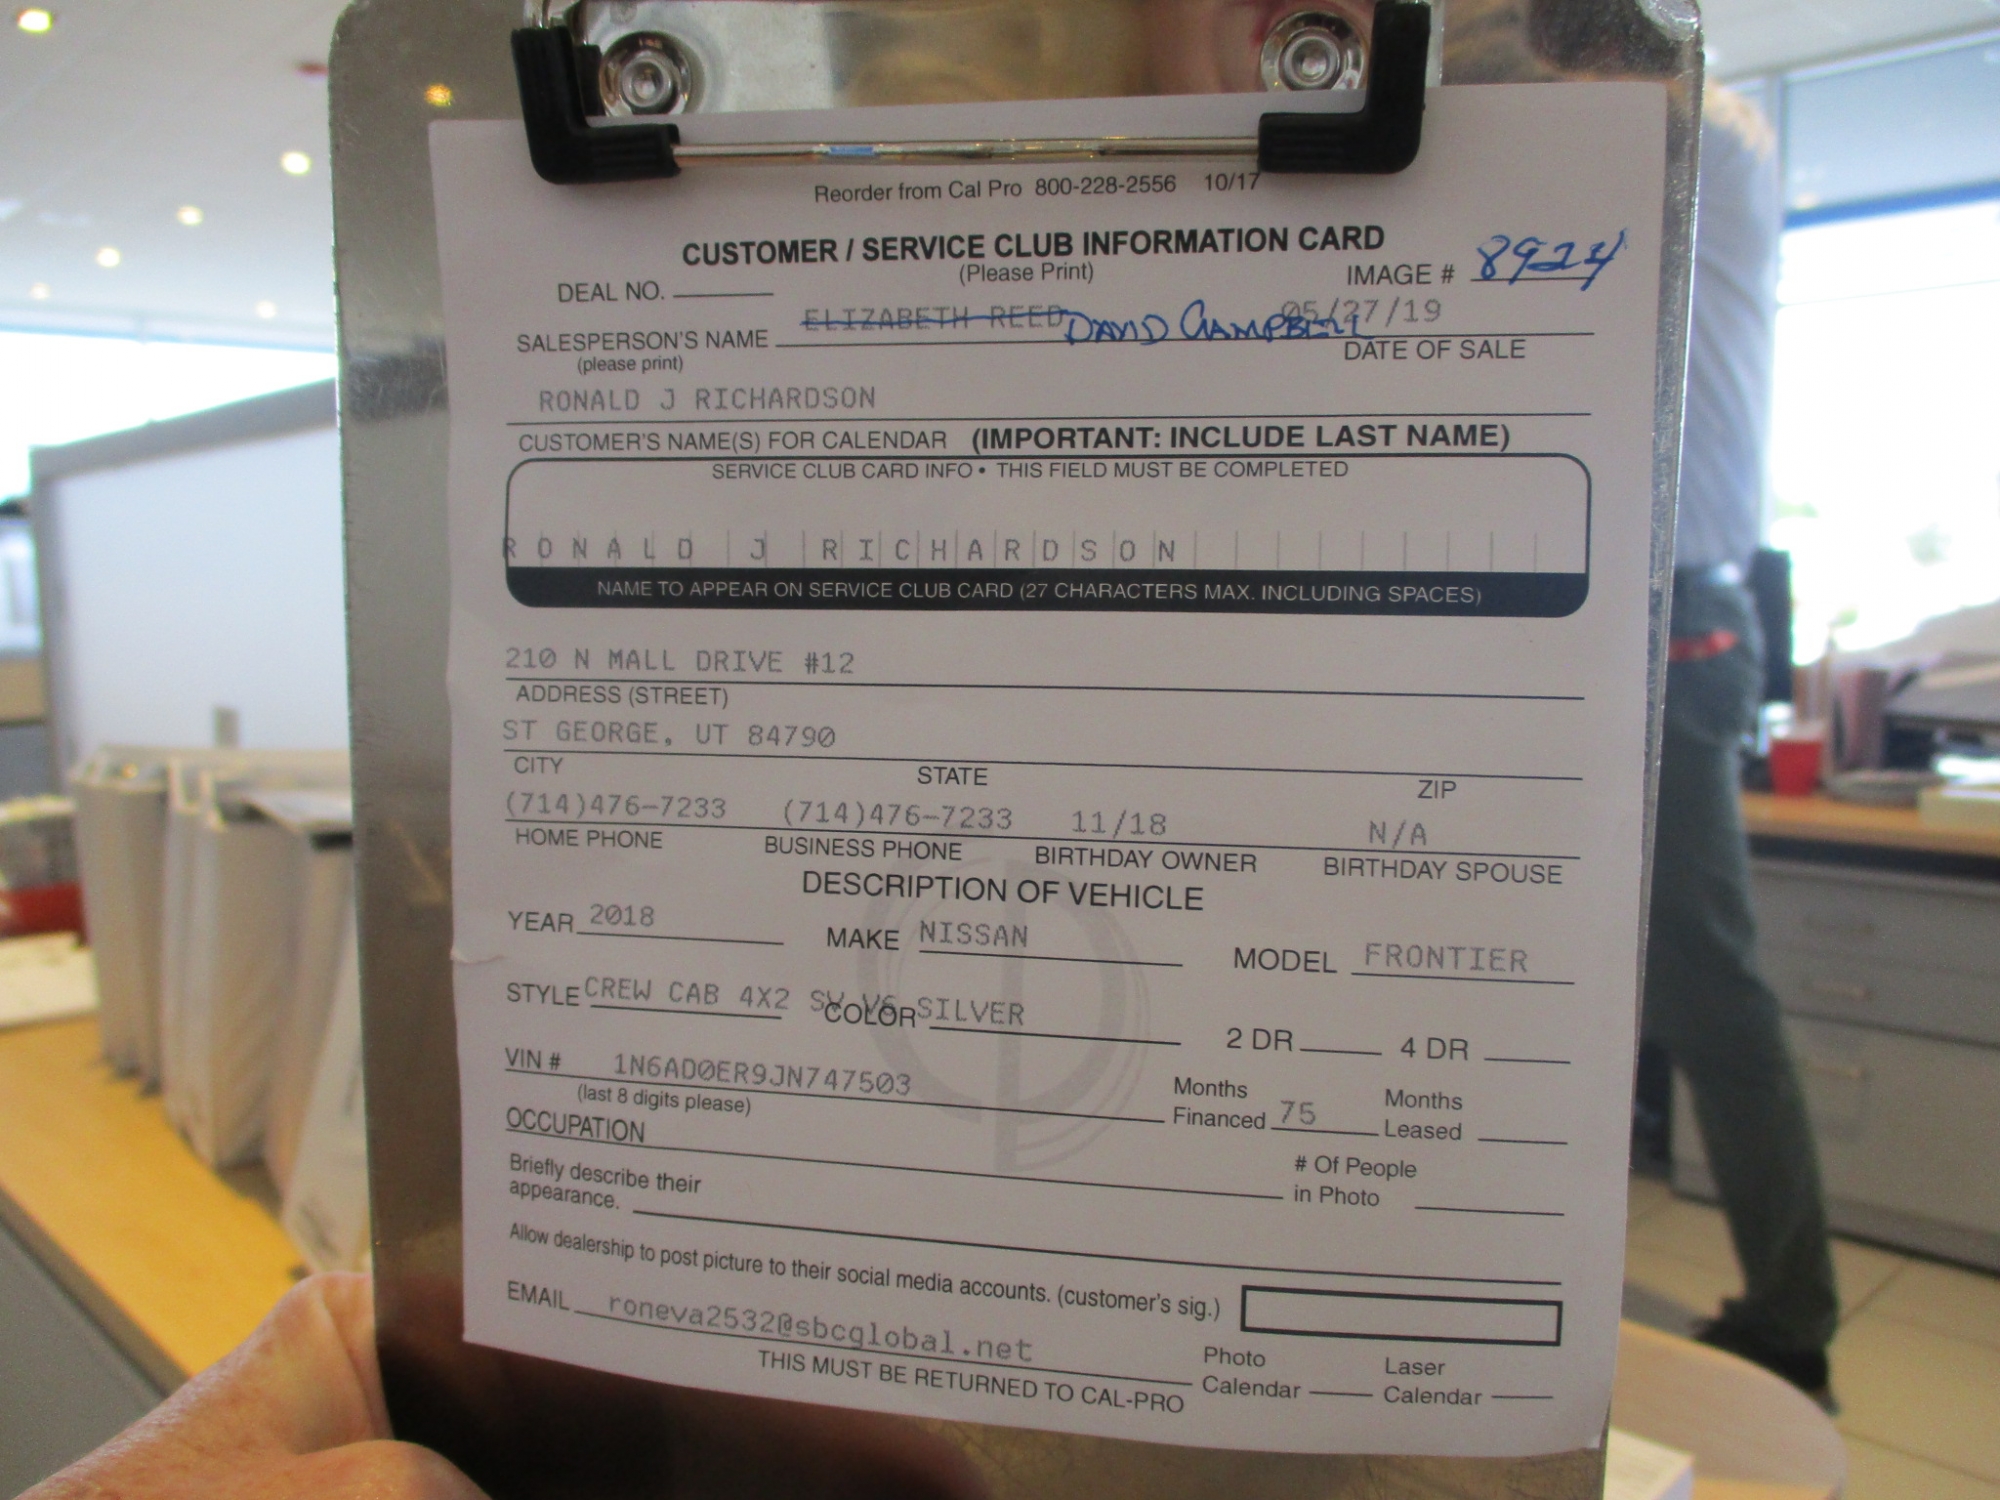 Reorder from Cal Pro 800-228-2556 10/17
CUSTOMER / SERVICE CLUB INFORMATION CARD
(Please Print)
IMAGE # 8924
DEAL NO.
ELIZABETH REED DAVID CAMPBELL 05/27/19
SALESPERSON'S NAME
(please print)
DATE OF SALE
RONALD J RICHARDSON
CUSTOMER'S NAME(S) FOR CALENDAR (IMPORTANT: INCLUDE LAST NAME)
SERVICE CLUB CARD INFO • THIS FIELD MUST BE COMPLETED
RONALD J RICHARDSON
NAME TO APPEAR ON SERVICE CLUB CARD (27 CHARACTERS MAX. INCLUDING SPACES)
210 N MALL DRIVE #12
ADDRESS (STREET)
ST GEORGE, UT 84790
CITY STATE ZIP
(714)476-7233 (714)476-7233 11/18 N/A
HOME PHONE BUSINESS PHONE BIRTHDAY OWNER BIRTHDAY SPOUSE
DESCRIPTION OF VEHICLE
YEAR 2018 MAKE NISSAN MODEL FRONTIER
STYLE CREW CAB 4X2 SV V6 COLOR SILVER 2 DR 4 DR
VIN # 1N6AD0ER9JN747503
(last 8 digits please)
Months Financed 75 Months Leased
OCCUPATION
# Of People in Photo
Briefly describe their
appearance.
Allow dealership to post picture to their social media accounts. (customer's sig.)
EMAIL roneva2532@sbcglobal.net
Photo Calendar Laser Calendar
THIS MUST BE RETURNED TO CAL-PRO